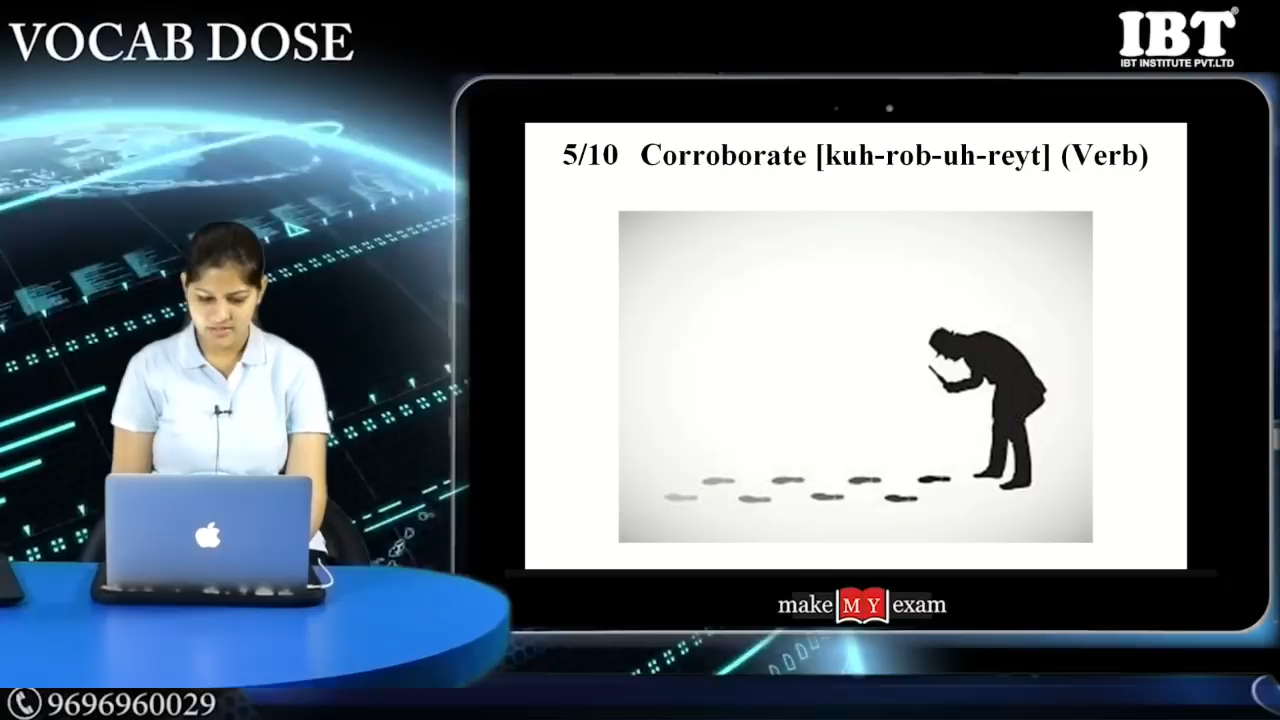 VOCAB DOSE
IBT
IBT INSTITUTE PVT.LTD
5/10 Corroborate [kuh-rob-uh-reyt] (Verb)
make MY exam
9696960029